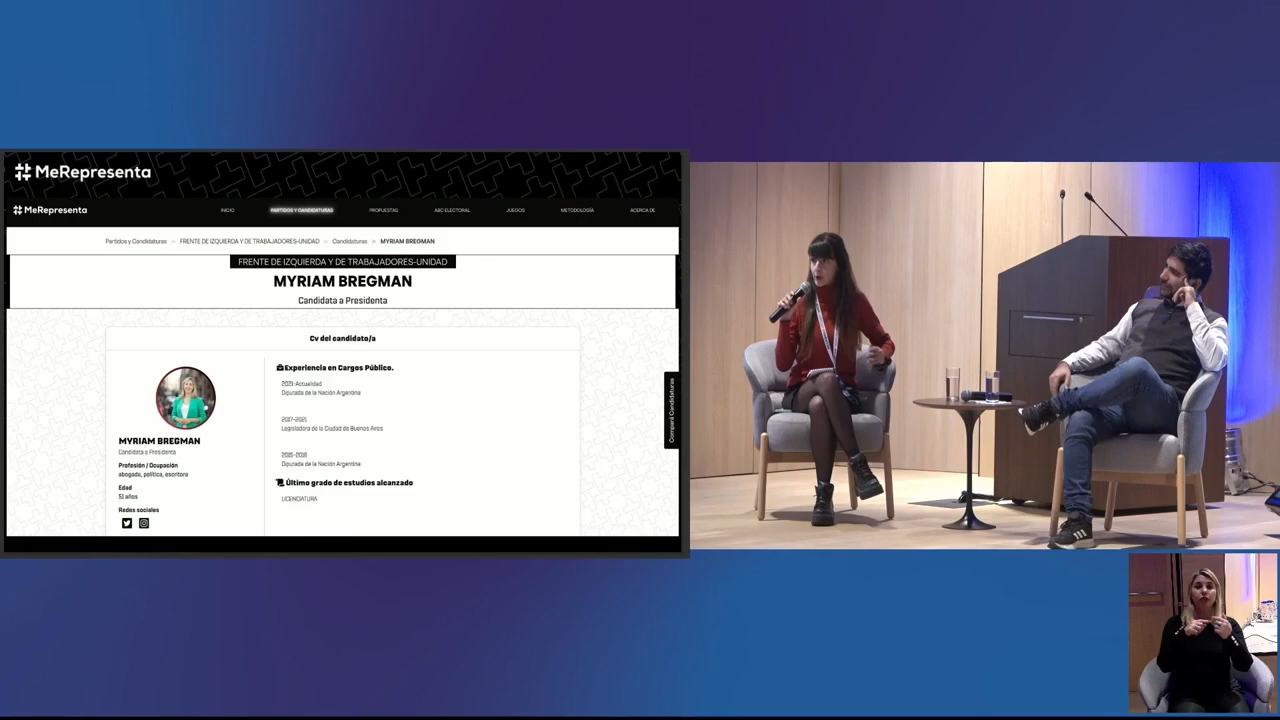 MeRepresenta
MeRepresenta
INICIO
PARTIDOS Y CANDIDATURAS
PROPUESTAS
ABC ELECTORAL
JUEGOS
METODOLOGÍA
ACERCA DE
Partidos y Candidaturas > FRENTE DE IZQUIERDA Y DE TRABAJADORES-UNIDAD > Candidaturas > MYRIAM BREGMAN
FRENTE DE IZQUIERDA Y DE TRABAJADORES-UNIDAD
MYRIAM BREGMAN
Candidata a Presidenta
Cv del candidato/a
MYRIAM BREGMAN
Candidata a Presidenta
Profesión / Ocupación
abogada, política, escritora
Edad
51 años
Redes sociales
Experiencia en Cargos Público.
2021-Actualidad
Diputada de la Nación Argentina
2017-2021
Legisladora de la Ciudad de Buenos Aires
2015-2016
Diputada de la Nación Argentina
Último grado de estudios alcanzado
LICENCIATURA
Compará Candidaturas